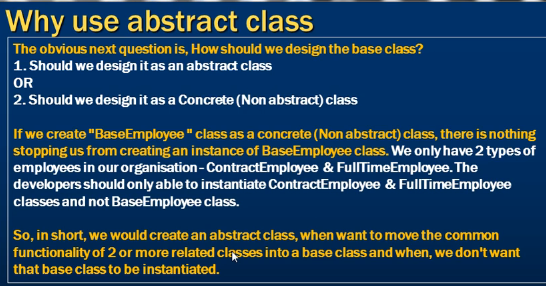 Why use abstract class
The obvious next question is, How should we design the base class?
1. Should we design it as an abstract class
OR
2. Should we design it as a Concrete (Non abstract) class
If we create "BaseEmployee " class as a concrete (Non abstract) class, there is nothing
stopping us from creating an instance of BaseEmployee class. We only have 2 types of
employees in our organisation - ContractEmployee & FullTimeEmployee. The
developers should only able to instantiate ContractEmployee & FullTimeEmployee
classes and not BaseEmployee class.
So, in short, we would create an abstract class, when want to move the common
functionality of 2 or more related classes into a base class and when, we don't want
that base class to be instantiated.